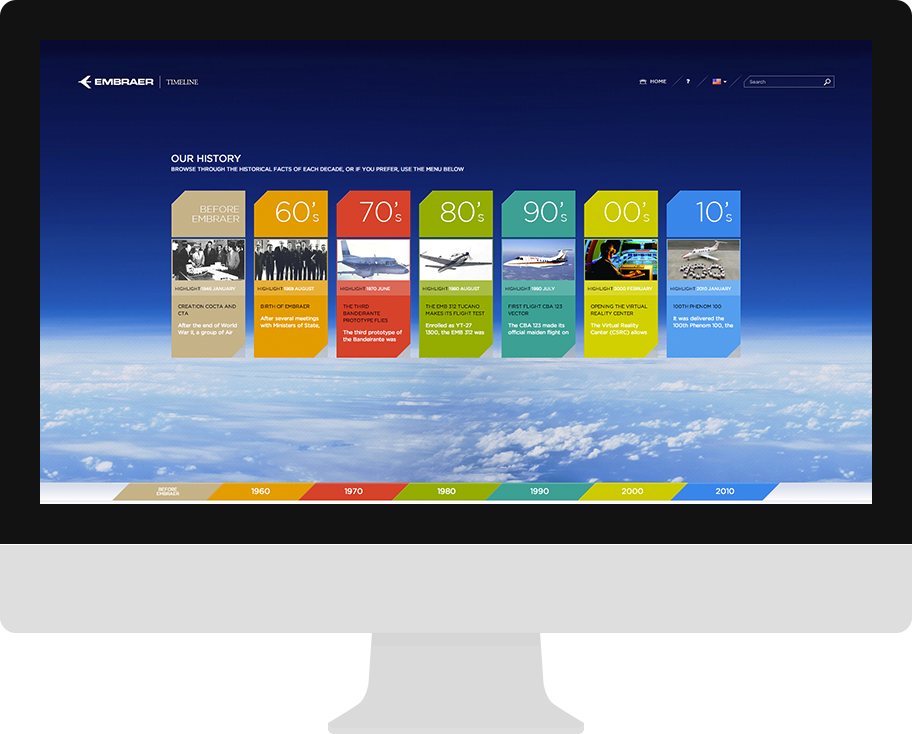 EMBRAER TIMELINE
HOME ? Search
OUR HISTORY
BROWSE THROUGH THE HISTORICAL FACTS OF EACH DECADE, OR IF YOU PREFER, USE THE MENU BELOW
BEFORE
EMBRAER
60's
70's
80's
90's
00's
10's
HIGHLIGHT 1946 JANUARY
HIGHLIGHT 1969 AUGUST
HIGHLIGHT 1970 JUNE
HIGHLIGHT 1980 AUGUST
HIGHLIGHT 1990 JULY
HIGHLIGHT 2000 FEBRUARY
HIGHLIGHT 2010 JANUARY
CREATION COCTA AND
CTA
After the end of World
War II, a group of Air
BIRTH OF EMBRAER
After several meetings
with Ministers of State,
THE THIRD
BANDEIRANTE
PROTOTYPE FLIES
The third prototype of
the Bandeirante was
THE EMB 312 TUCANO
MAKES ITS FLIGHT TEST
Enrolled as YT-27
1300, the EMB 312 was
FIRST FLIGHT CBA 123
VECTOR
The CBA 123 made its
official maiden flight on
OPENING THE VIRTUAL
REALITY CENTER
The Virtual Reality
Center (CSRC) allows
100TH PHENOM 100
It was delivered the
100th Phenom 100, the
BEFORE
EMBRAER
1960
1970
1980
1990
2000
2010